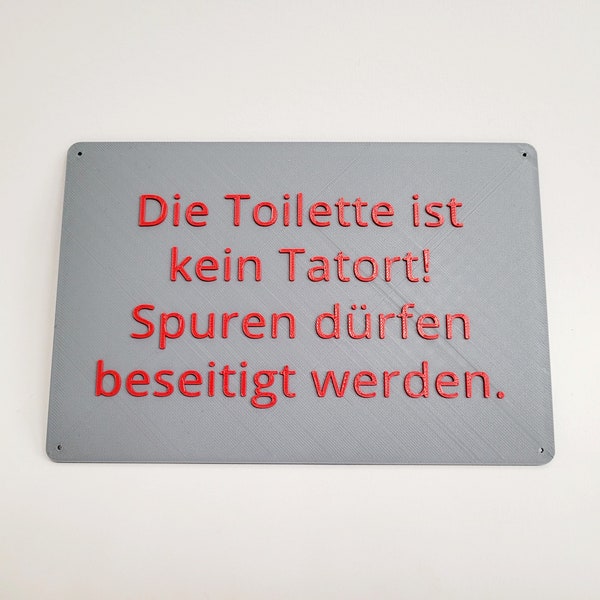 Die Toilette ist
kein Tatort!
Spuren dürfen
beseitigt werden.